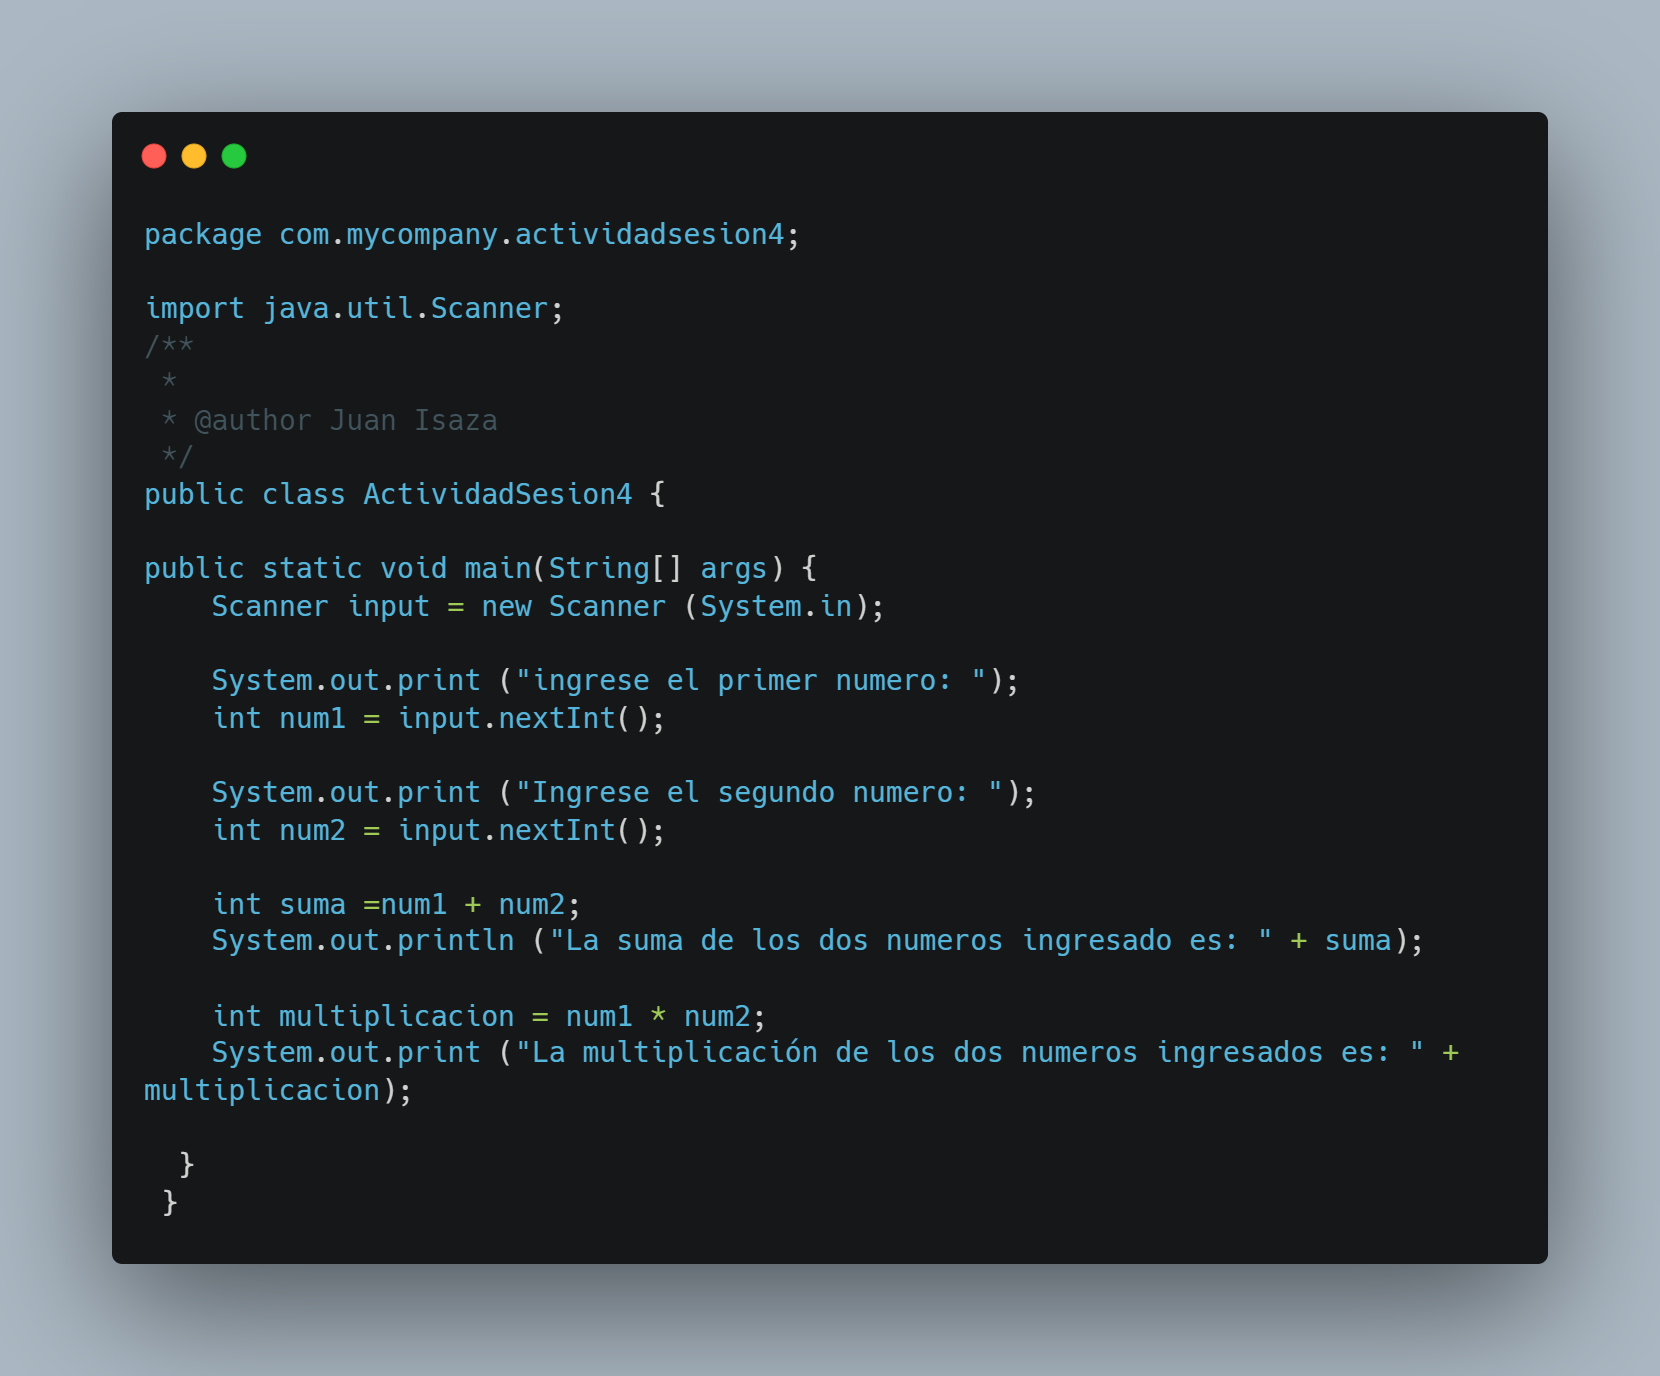 package com.mycompany.actividadsesion4;
import java.util.Scanner;
/**
 *
 * @author Juan Isaza
 */
public class ActividadSesion4 {
public static void main(String[] args) {
    Scanner input = new Scanner (System.in);
    System.out.print ("ingrese el primer numero: ");
    int num1 = input.nextInt();
    System.out.print ("Ingrese el segundo numero: ");
    int num2 = input.nextInt();
    int suma =num1 + num2;
    System.out.println ("La suma de los dos numeros ingresado es: " + suma);
    int multiplicacion = num1 * num2;
    System.out.print ("La multiplicación de los dos numeros ingresados es: " +
multiplicacion);
  }
 }